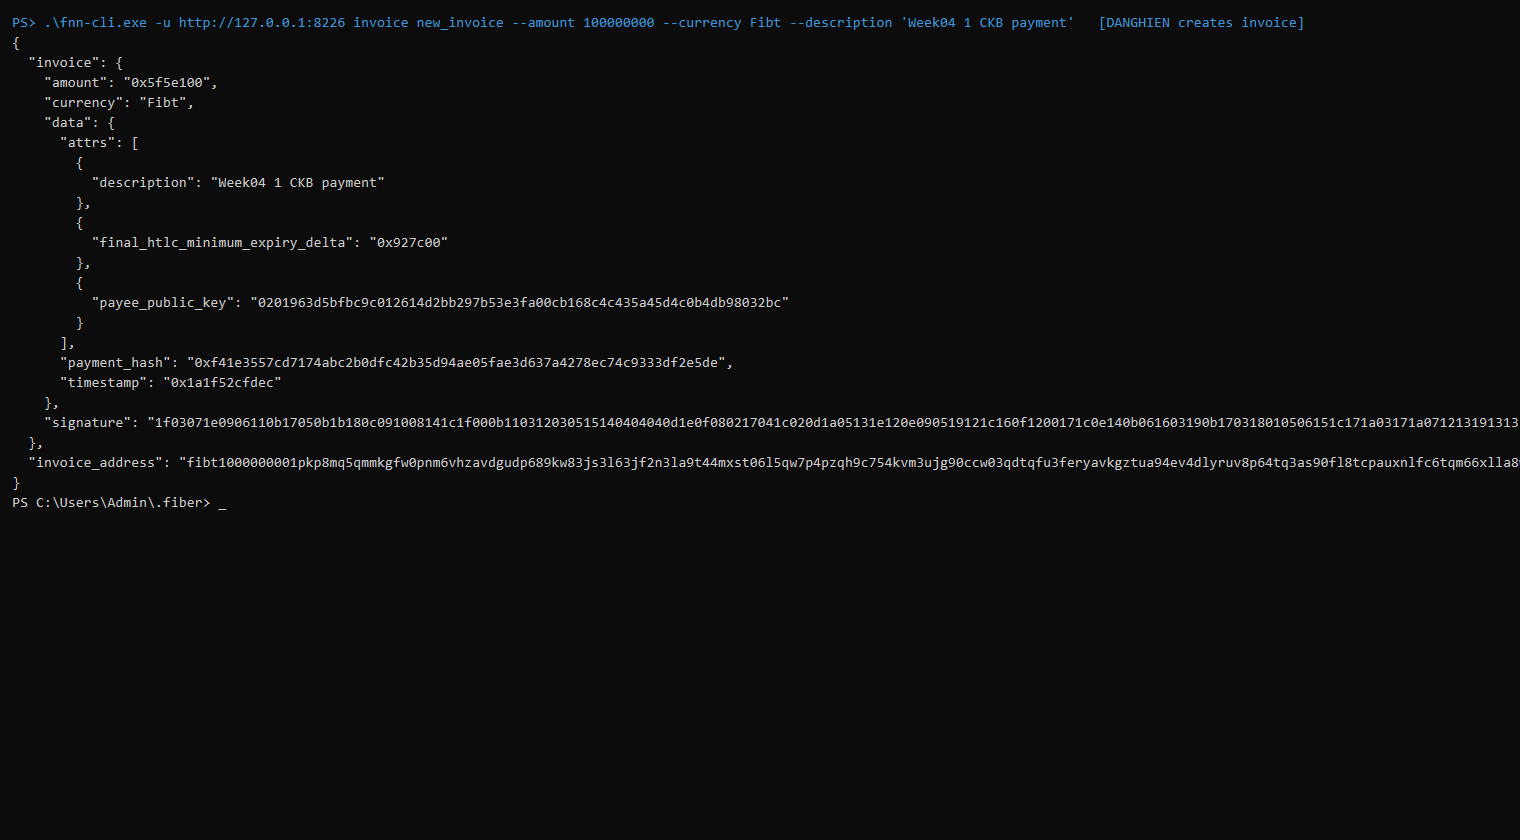 PS> .\fnn-cli.exe -u http://127.0.0.1:8226 invoice new_invoice --amount 100000000 --currency Fibt --description 'Week04 1 CKB payment'   [DANGHIEN creates invoice]
{
  "invoice": {
    "amount": "0x5f5e100",
    "currency": "Fibt",
    "data": {
      "attrs": [
        {
          "description": "Week04 1 CKB payment"
        },
        {
          "final_htlc_minimum_expiry_delta": "0x927c00"
        },
        {
          "payee_public_key": "0201963d5bfbc9c012614d2bb297b53e3fa00cb168c4c435a45d4c0b4db98032bc"
        }
      ],
      "payment_hash": "0xf41e3557cd7174abc2b0dfc42b35d94ae05fae3d637a4278ec74c9333df2e5de",
      "timestamp": "0x1a1f52cfdec"
    },
    "signature": "1f03071e0906110b17050b1b180c091008141c1f000b110312030515140404040d1e0f080217041c020d1a05131e120e090519121c160f1200171c0e140b061603190b170318010506151c171a03171a071213191313
  },
  "invoice_address": "fibt1000000001pkp8mq5qmmkgfw0pnm6vhzavdgudp689kw83js3l63jf2n3la9t44mxst06l5qw7p4pzqh9c754kvm3ujg90ccw03qdtqfu3feryavkgztua94ev4dlyruv8p64tq3as90fl8tcpauxnlfc6tqm66xlla8
}
PS C:\Users\Admin\.fiber> _